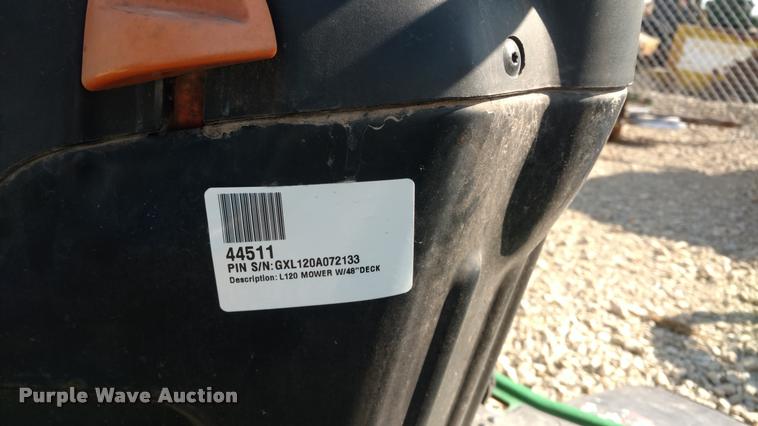 44511
PIN S/N:GXL120A072133
Description: L120 MOWER W/48"DECK
Purple Wave Auction